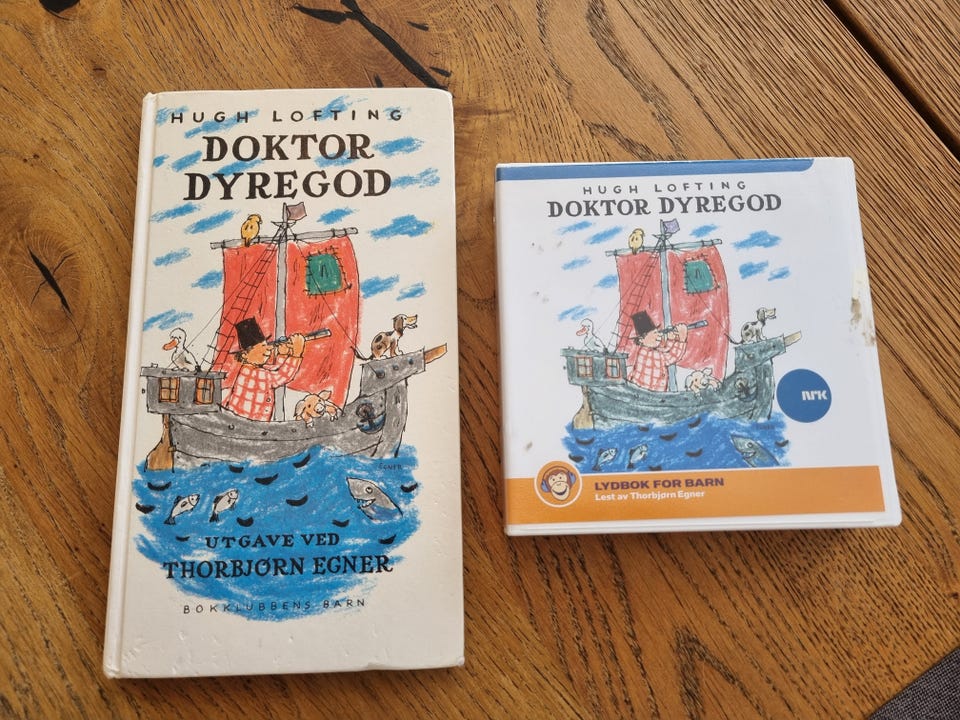 HUGH LOFTING
DOKTOR
DYREGOD
EGNER
UTGAVE VED
THORBJØRN EGNER
BOKKLUBBENS BARN
HUGH LOFTING
DOKTOR DYREGOD
NRK
LYDBOK FOR BARN
Lest av Thorbjørn Egner